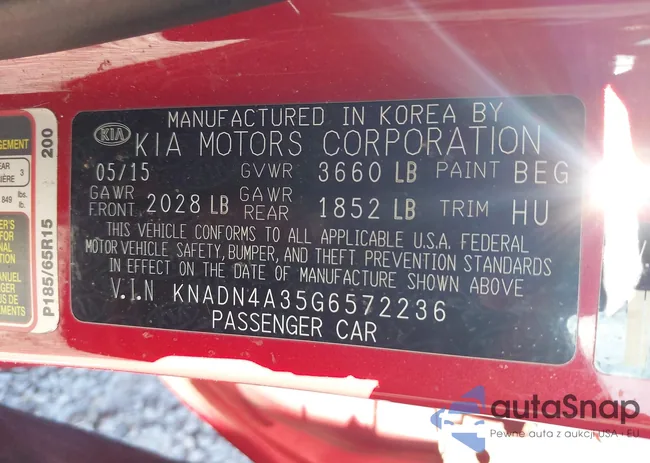 MANUFACTURED IN KOREA BY
KIA KIA MOTORS CORPORATION
05/15 GVWR 3660 LB PAINT BEG
GAWR FRONT 2028 LB GAWR REAR 1852 LB TRIM HU
THIS VEHICLE CONFORMS TO ALL APPLICABLE U.S.A. FEDERAL
MOTOR VEHICLE SAFETY, BUMPER, AND THEFT PREVENTION STANDARDS
IN EFFECT ON THE DATE OF MANUFACTURE SHOWN ABOVE
V.I.N KNADN4A35G6572236
PASSENGER CAR
3
849 lbs.
P185/65R15 200
autaSnap
Pewne auta z aukcji USA i EU